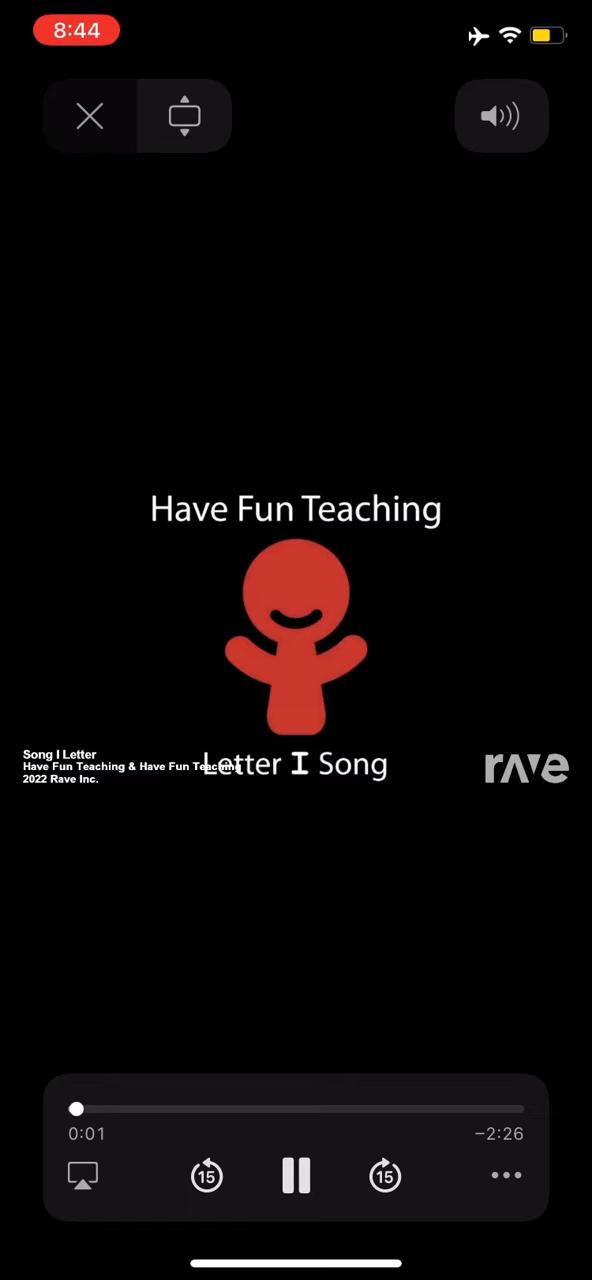 8:44
Have Fun Teaching
Song I Letter
Have Fun Teaching & Have Fun Teaching
2022 Rave Inc.
Letter I Song
rave
0:01
−2:26
15
15